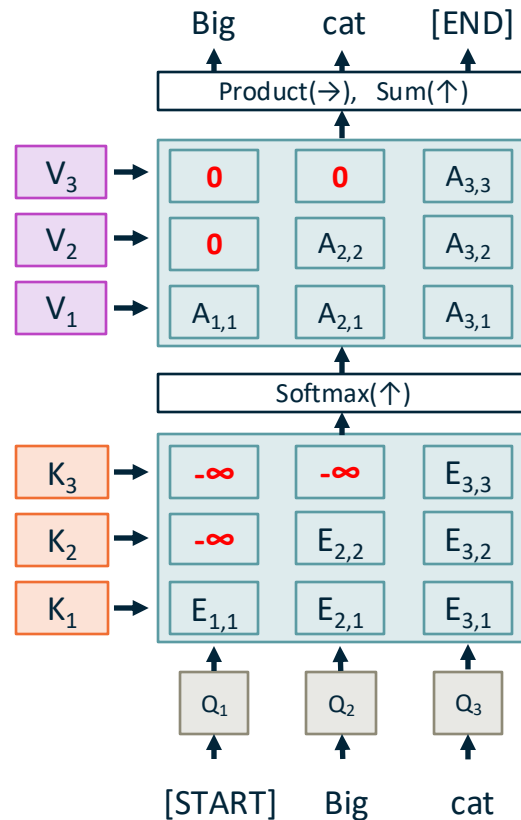 Big cat [END]
Product(→), Sum(↑)
V₃ 0 0 A₃,₃
V₂ 0 A₂,₂ A₃,₂
V₁ A₁,₁ A₂,₁ A₃,₁
Softmax(↑)
K₃ -∞ -∞ E₃,₃
K₂ -∞ E₂,₂ E₃,₂
K₁ E₁,₁ E₂,₁ E₃,₁
Q₁ Q₂ Q₃
[START] Big cat